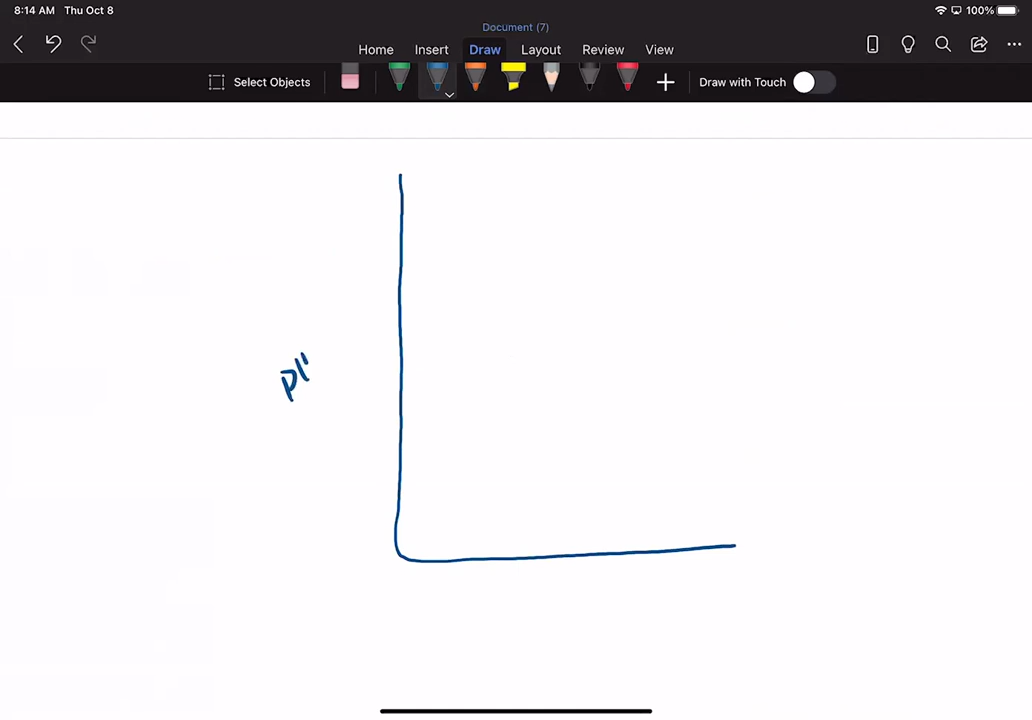 8:14 AM Thu Oct 8
100%
Document (7)
Home Insert Draw Layout Review View
Select Objects
Draw with Touch